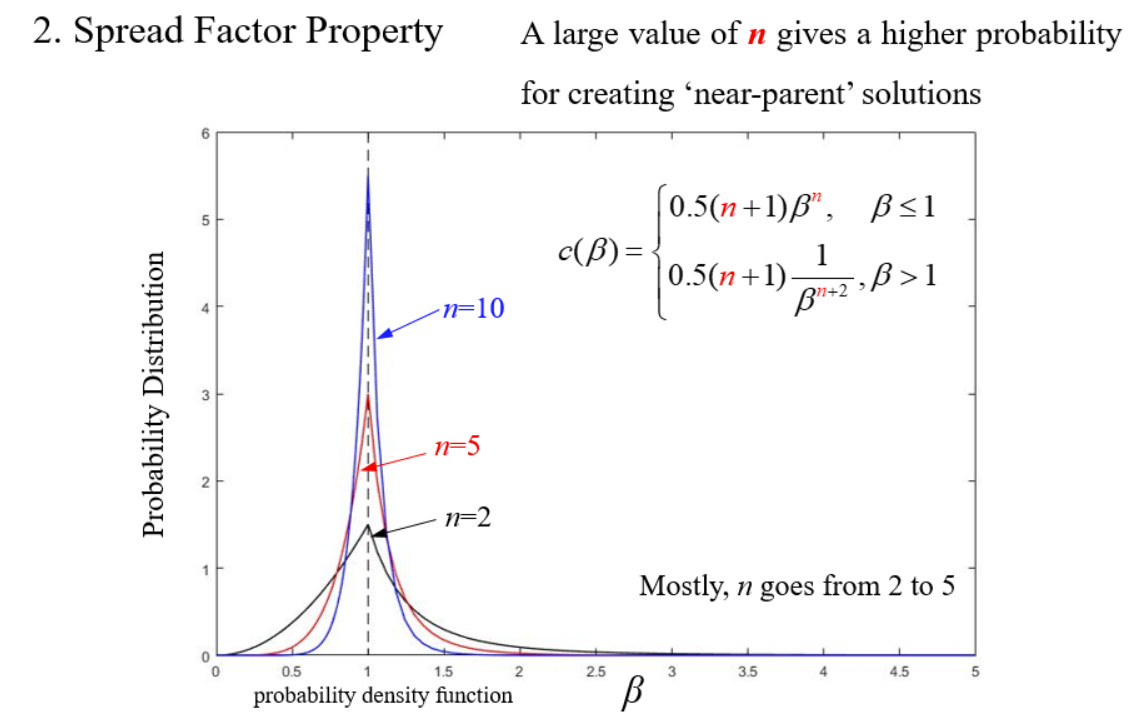 2. Spread Factor Property
A large value of n gives a higher probability
for creating ‘near-parent’ solutions
Probability Distribution
6
5
4
3
2
1
0
c(β) = { 0.5(n+1)βⁿ, β ≤ 1
0.5(n+1) 1/βⁿ⁺², β > 1
n=10
n=5
n=2
Mostly, n goes from 2 to 5
0 0.5 1 1.5 2 2.5 3 3.5 4 4.5 5
probability density function
β